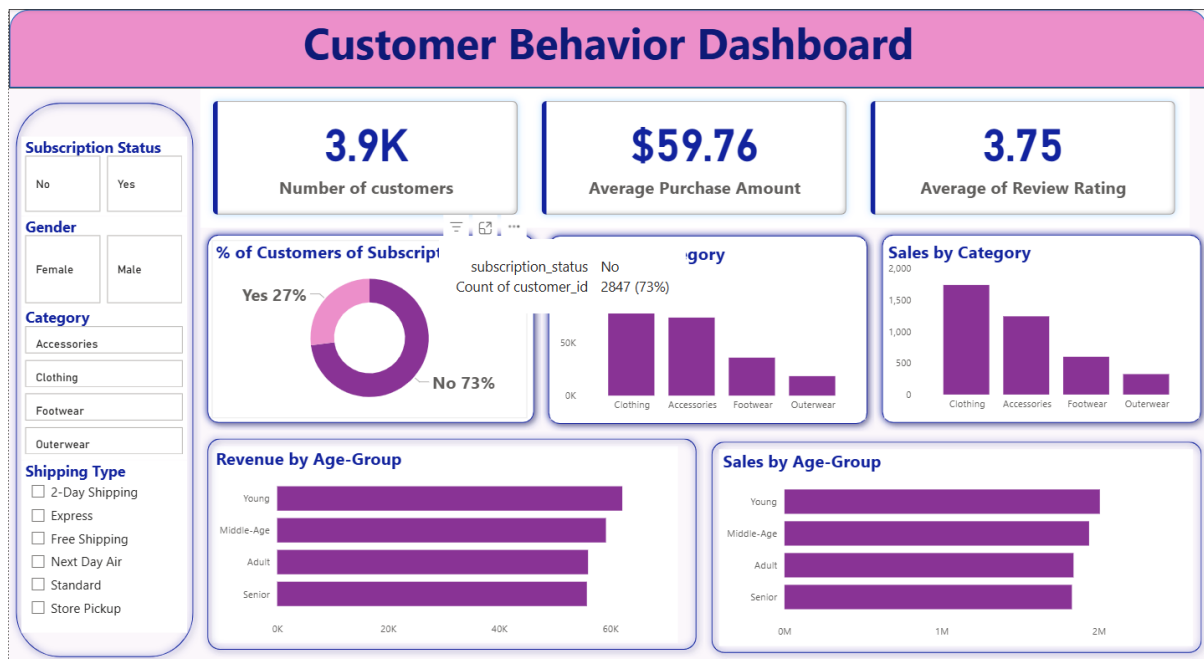 Customer Behavior Dashboard
Subscription Status
No
Yes
Gender
Female
Male
Category
Accessories
Clothing
Footwear
Outerwear
Shipping Type
2-Day Shipping
Express
Free Shipping
Next Day Air
Standard
Store Pickup
3.9K
Number of customers
$59.76
Average Purchase Amount
3.75
Average of Review Rating
% of Customers of Subscript
Yes 27%
No 73%
subscription_status No
Count of customer_id 2847 (73%)
gory
50K
0K
Clothing Accessories Footwear Outerwear
Sales by Category
2,000
1,500
1,000
500
0
Clothing Accessories Footwear Outerwear
Revenue by Age-Group
Young
Middle-Age
Adult
Senior
0K 20K 40K 60K
Sales by Age-Group
Young
Middle-Age
Adult
Senior
0M 1M 2M